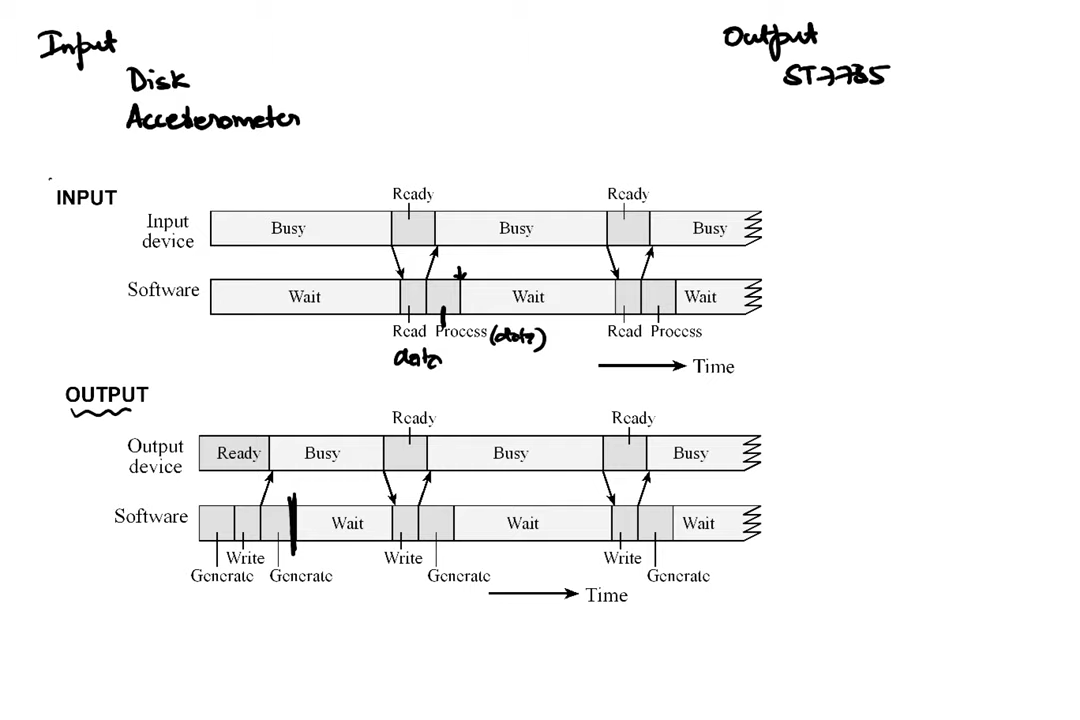 Input
Output
Disk
ST7735
Accelerometer
INPUT
Ready
Ready
Input
device
Busy
Busy
Busy
Software
Wait
Wait
Wait
Read
Process
(data)
Read
Process
data
Time
OUTPUT
Ready
Ready
Output
device
Ready
Busy
Busy
Busy
Software
Wait
Wait
Wait
Write
Write
Write
Generate
Generate
Generate
Generate
Time